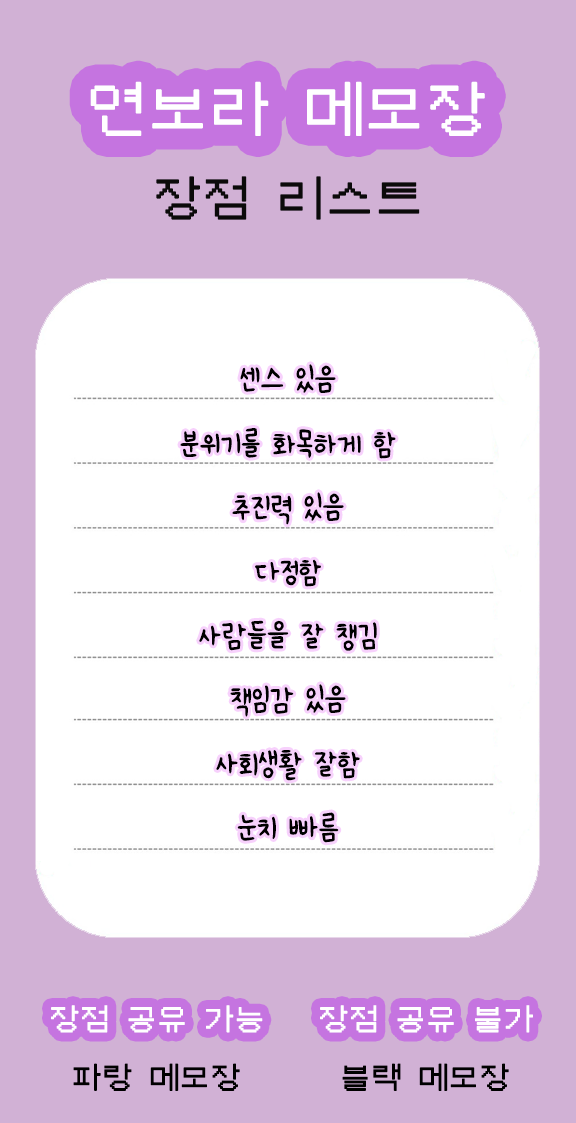 연보라 메모장
장점 리스트
센스 있음
분위기를 화목하게 함
추진력 있음
다정함
사람들을 잘 챙김
책임감 있음
사회생활 잘함
눈치 빠름
장점 공유 가능
파랑 메모장
장점 공유 불가
블랙 메모장